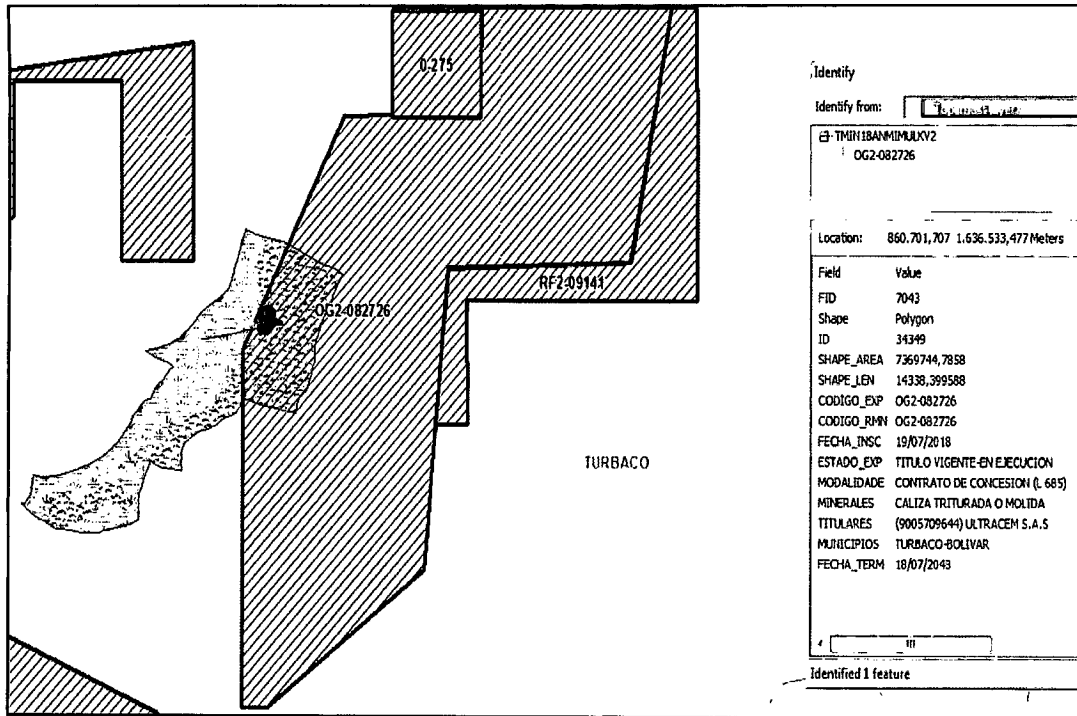 0-275
OG2-082726
RF2-09141
TURBACO
Identify
Identify from:
TMIN18ANMIMULKV2
OG2-082726
Location: 860.701,707 1.636.533,477 Meters
Field Value
FID 7043
Shape Polygon
ID 34349
SHAPE_AREA 7369744,7858
SHAPE_LEN 14338,399588
CODIGO_EXP OG2-082726
CODIGO_RMN OG2-082726
FECHA_INSC 19/07/2018
ESTADO_EXP TITULO VIGENTE-EN EJECUCION
MODALIDADE CONTRATO DE CONCESION (L 685)
MINERALES CALIZA TRITURADA O MOLIDA
TITULARES (9005709644) ULTRACEM S.A.S
MUNICIPIOS TURBACO-BOLIVAR
FECHA_TERM 18/07/2043
Identified 1 feature